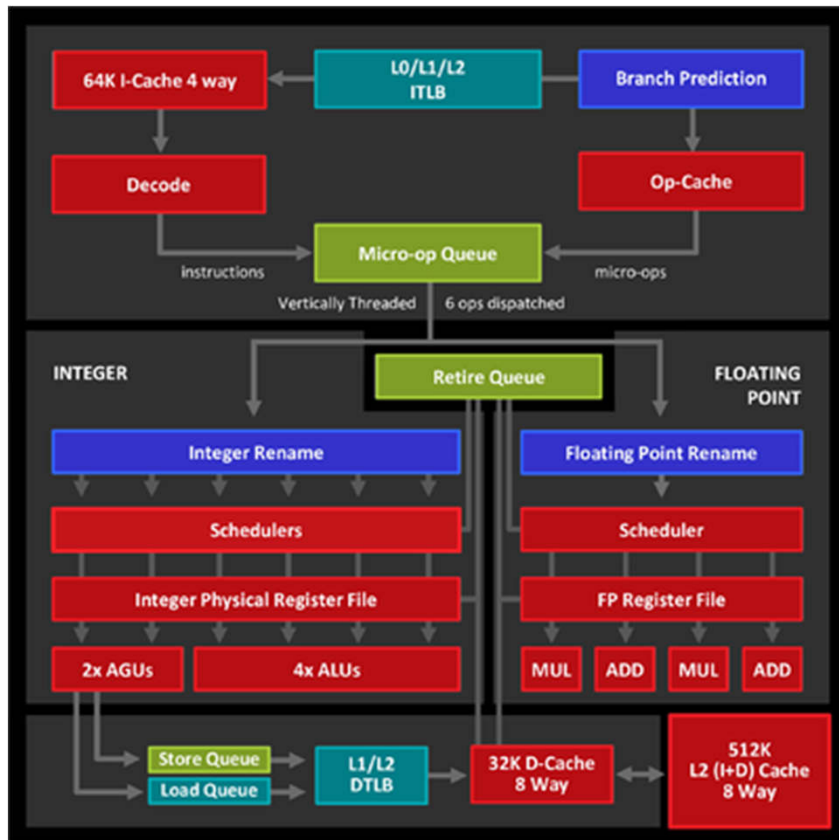 64K I-Cache 4 way
L0/L1/L2
ITLB
Branch Prediction
Decode
Op-Cache
Micro-op Queue
instructions
micro-ops
Vertically Threaded
6 ops dispatched
INTEGER
Retire Queue
FLOATING
POINT
Integer Rename
Floating Point Rename
Schedulers
Scheduler
Integer Physical Register File
FP Register File
2x AGUs
4x ALUs
MUL
ADD
MUL
ADD
Store Queue
Load Queue
L1/L2
DTLB
32K D-Cache
8 Way
512K
L2 (I+D) Cache
8 Way